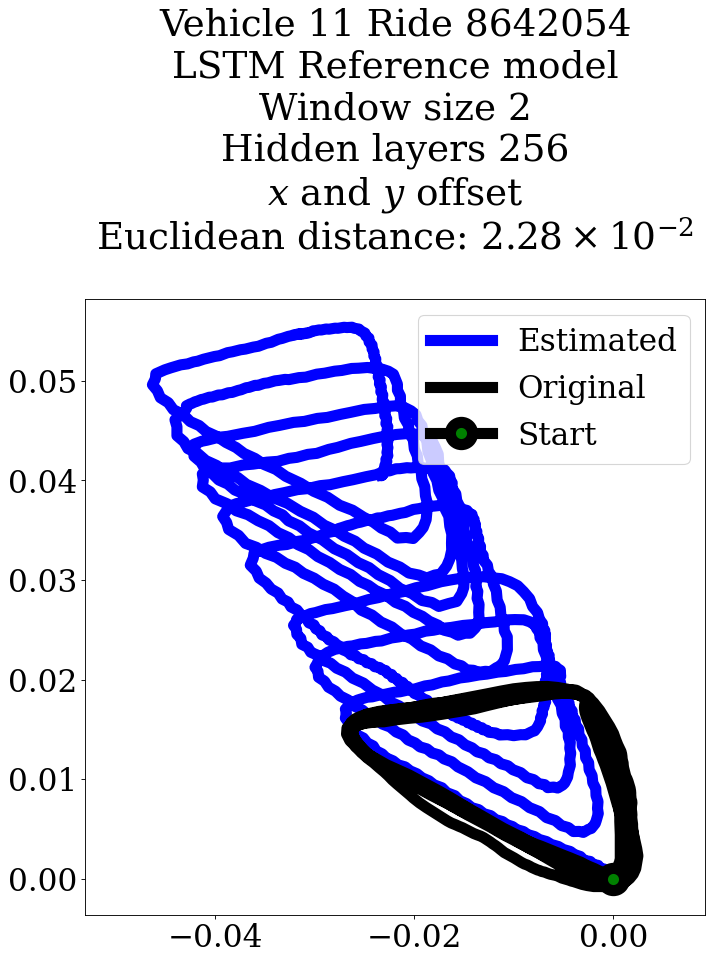 Vehicle 11 Ride 8642054
LSTM Reference model
Window size 2
Hidden layers 256
x and y offset
Euclidean distance: 2.28 × 10⁻²
Estimated
Original
Start
0.05
0.04
0.03
0.02
0.01
0.00
−0.04
−0.02
0.00